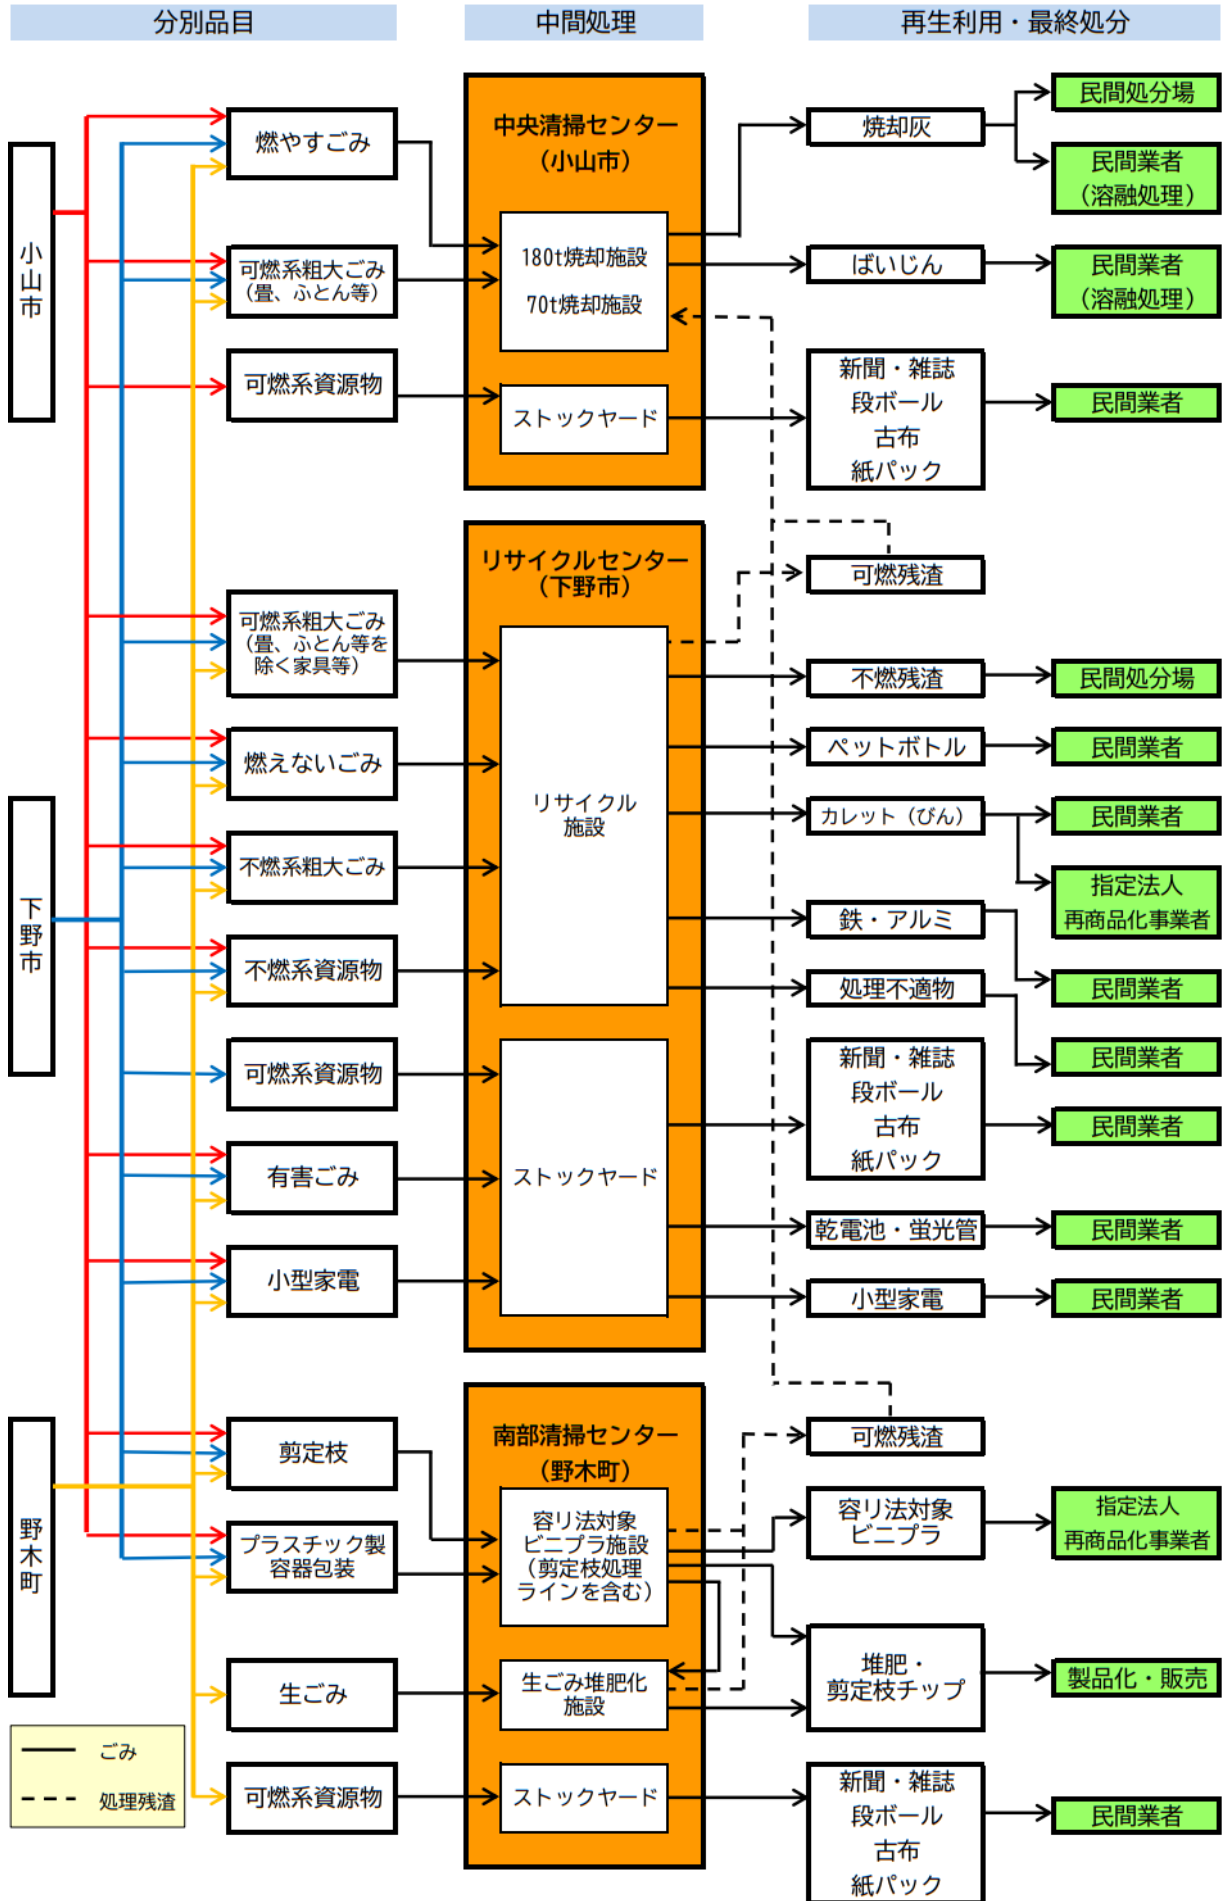 分別品目
中間処理
再生利用・最終処分
小山市
下野市
野木町
燃やすごみ
可燃系粗大ごみ
（畳、ふとん等）
可燃系資源物
可燃系粗大ごみ
（畳、ふとん等を
除く家具等）
燃えないごみ
不燃系粗大ごみ
不燃系資源物
可燃系資源物
有害ごみ
小型家電
剪定枝
プラスチック製
容器包装
生ごみ
可燃系資源物
中央清掃センター
（小山市）
180t焼却施設
70t焼却施設
ストックヤード
リサイクルセンター
（下野市）
リサイクル
施設
ストックヤード
南部清掃センター
（野木町）
容リ法対象
ビニプラ施設
（剪定枝処理
ラインを含む）
生ごみ堆肥化
施設
ストックヤード
焼却灰
ばいじん
新聞・雑誌
段ボール
古布
紙パック
可燃残渣
不燃残渣
ペットボトル
カレット（びん）
鉄・アルミ
処理不適物
新聞・雑誌
段ボール
古布
紙パック
乾電池・蛍光管
小型家電
可燃残渣
容リ法対象
ビニプラ
堆肥・
剪定枝チップ
新聞・雑誌
段ボール
古布
紙パック
民間処分場
民間業者
（溶融処理）
民間業者
（溶融処理）
民間業者
民間処分場
民間業者
民間業者
指定法人
再商品化事業者
民間業者
民間業者
民間業者
民間業者
民間業者
指定法人
再商品化事業者
製品化・販売
民間業者
ごみ
処理残渣